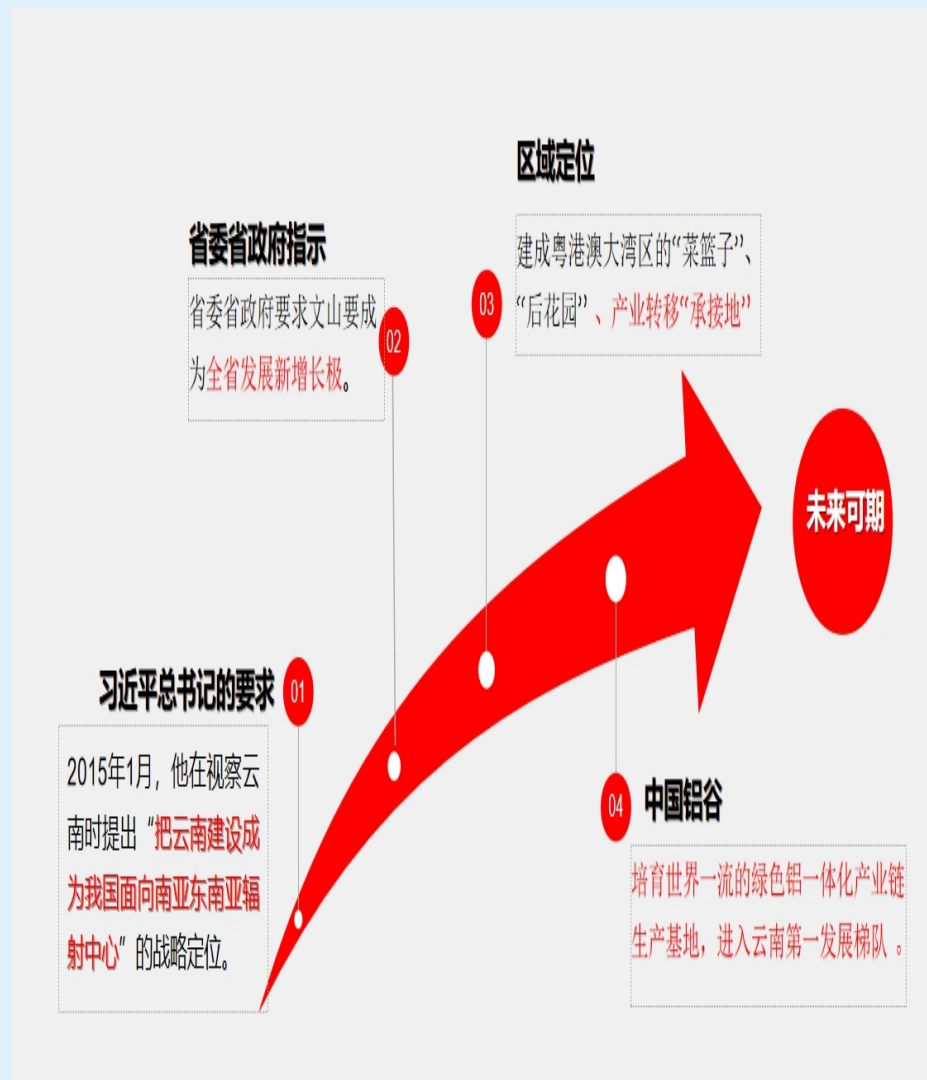 习近平总书记的要求
01
2015年1月，他在视察云
南时提出“把云南建设成
为我国面向南亚东南亚辐
射中心”的战略定位。
省委省政府指示
02
省委省政府要求文山要成
为全省发展新增长极。
区域定位
03
建成粤港澳大湾区的“菜篮子”、
“后花园”、产业转移“承接地”
04
中国铝谷
培育世界一流的绿色铝一体化产业链
生产基地，进入云南第一发展梯队 。
未来可期